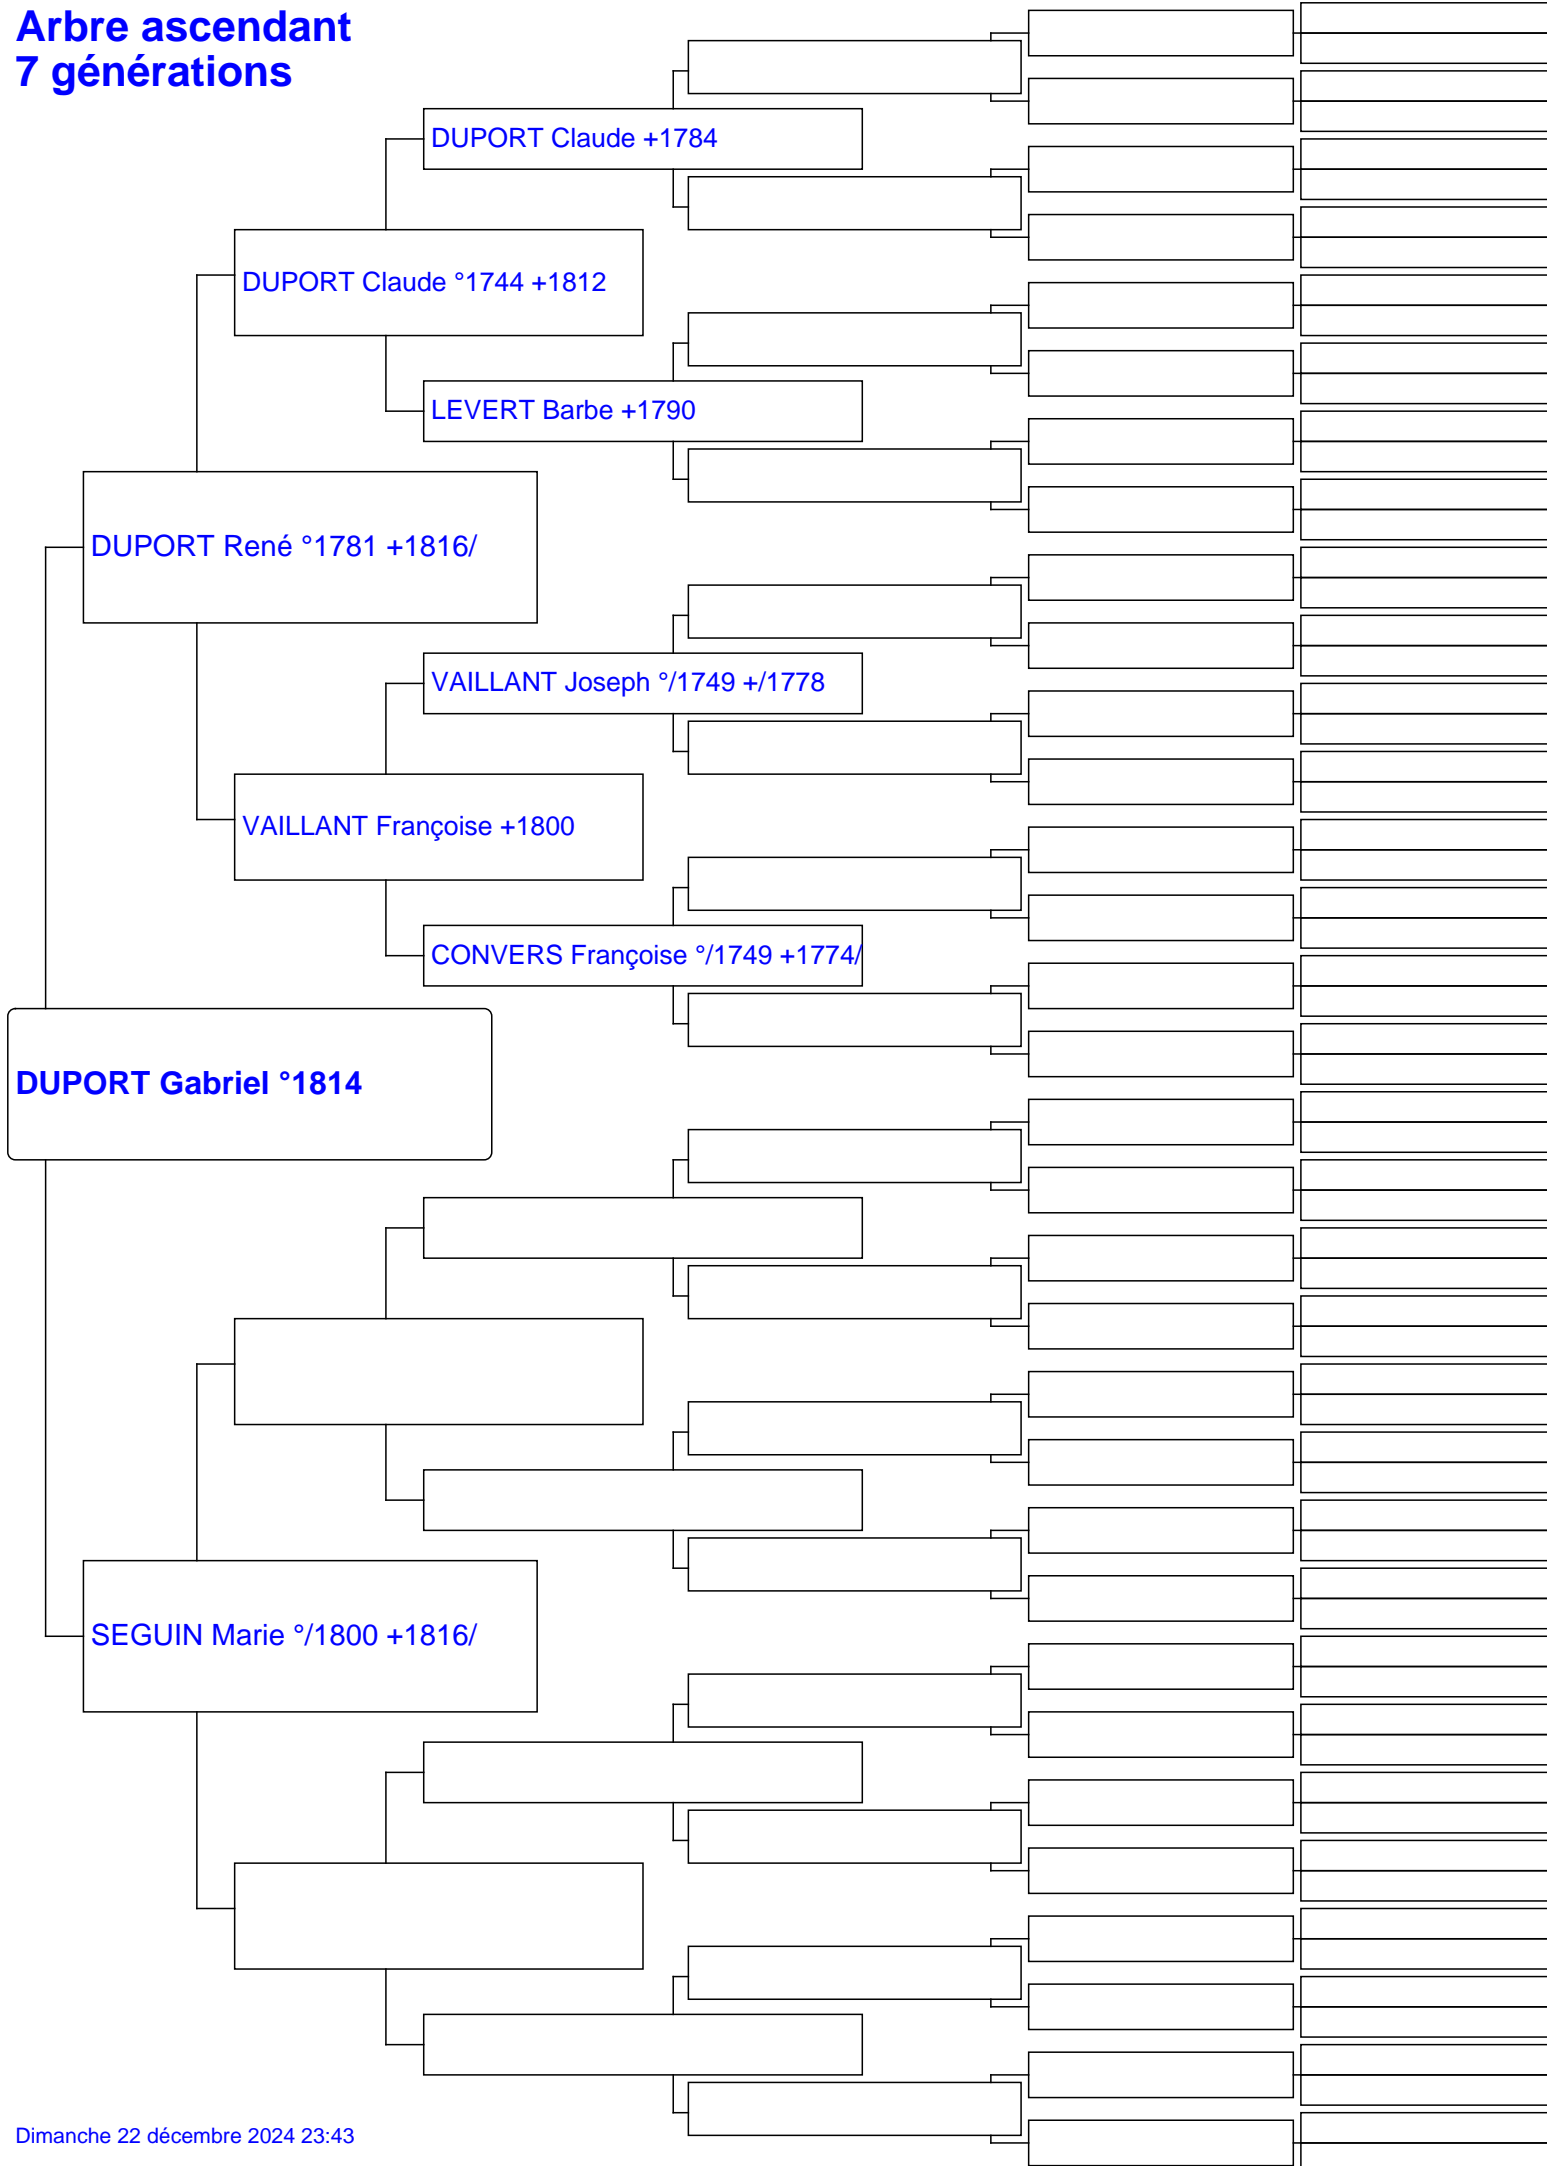 Arbre ascendant
7 générations
DUPORT Claude +1784
DUPORT Claude °1744 +1812
LEVERT Barbe +1790
DUPORT René °1781 +1816/
VAILLANT Joseph °/1749 +/1778
VAILLANT Françoise +1800
CONVERS Françoise °/1749 +1774/
DUPORT Gabriel °1814
SEGUIN Marie °/1800 +1816/
Dimanche 22 décembre 2024 23:43